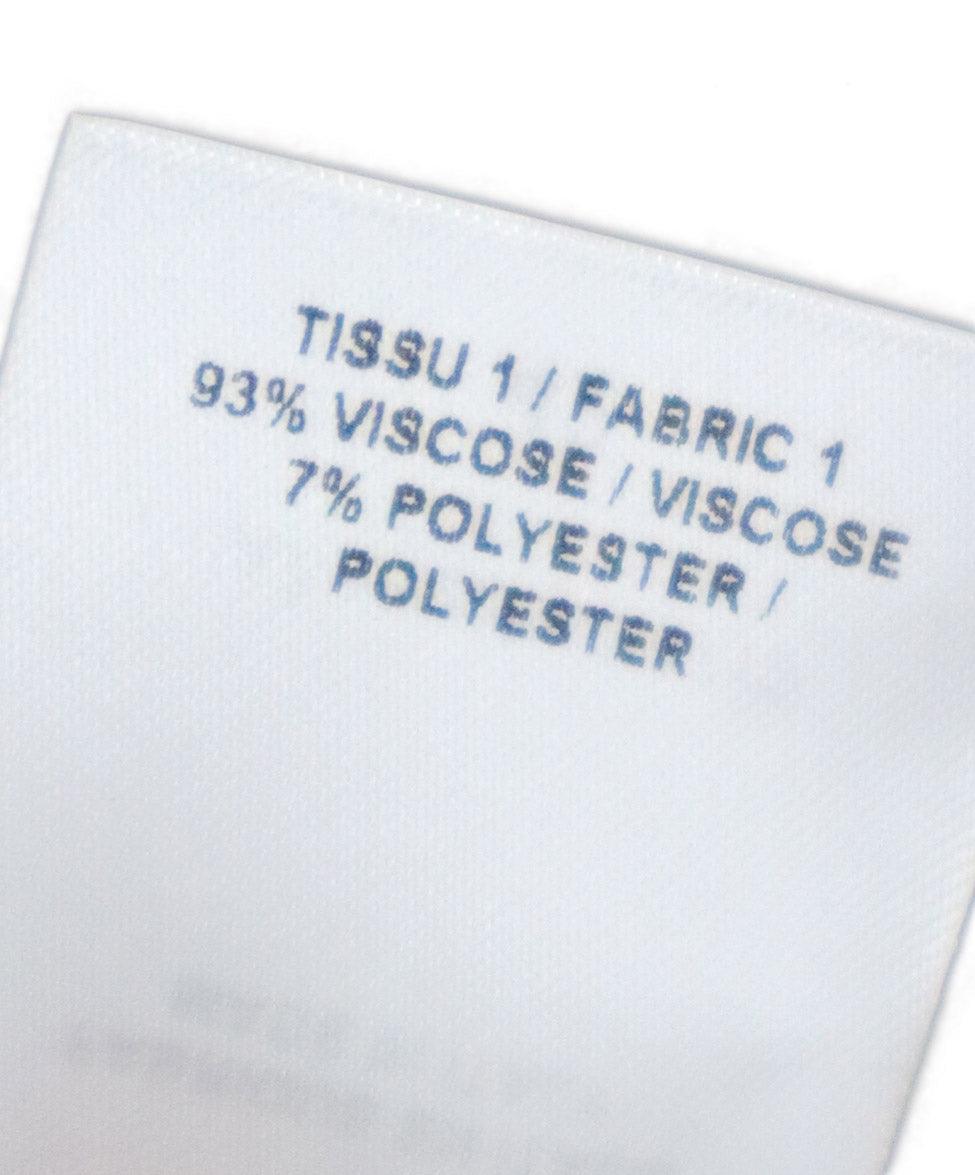 TISSU 1 / FABRIC 1
93% VISCOSE / VISCOSE
7% POLYESTER /
POLYESTER